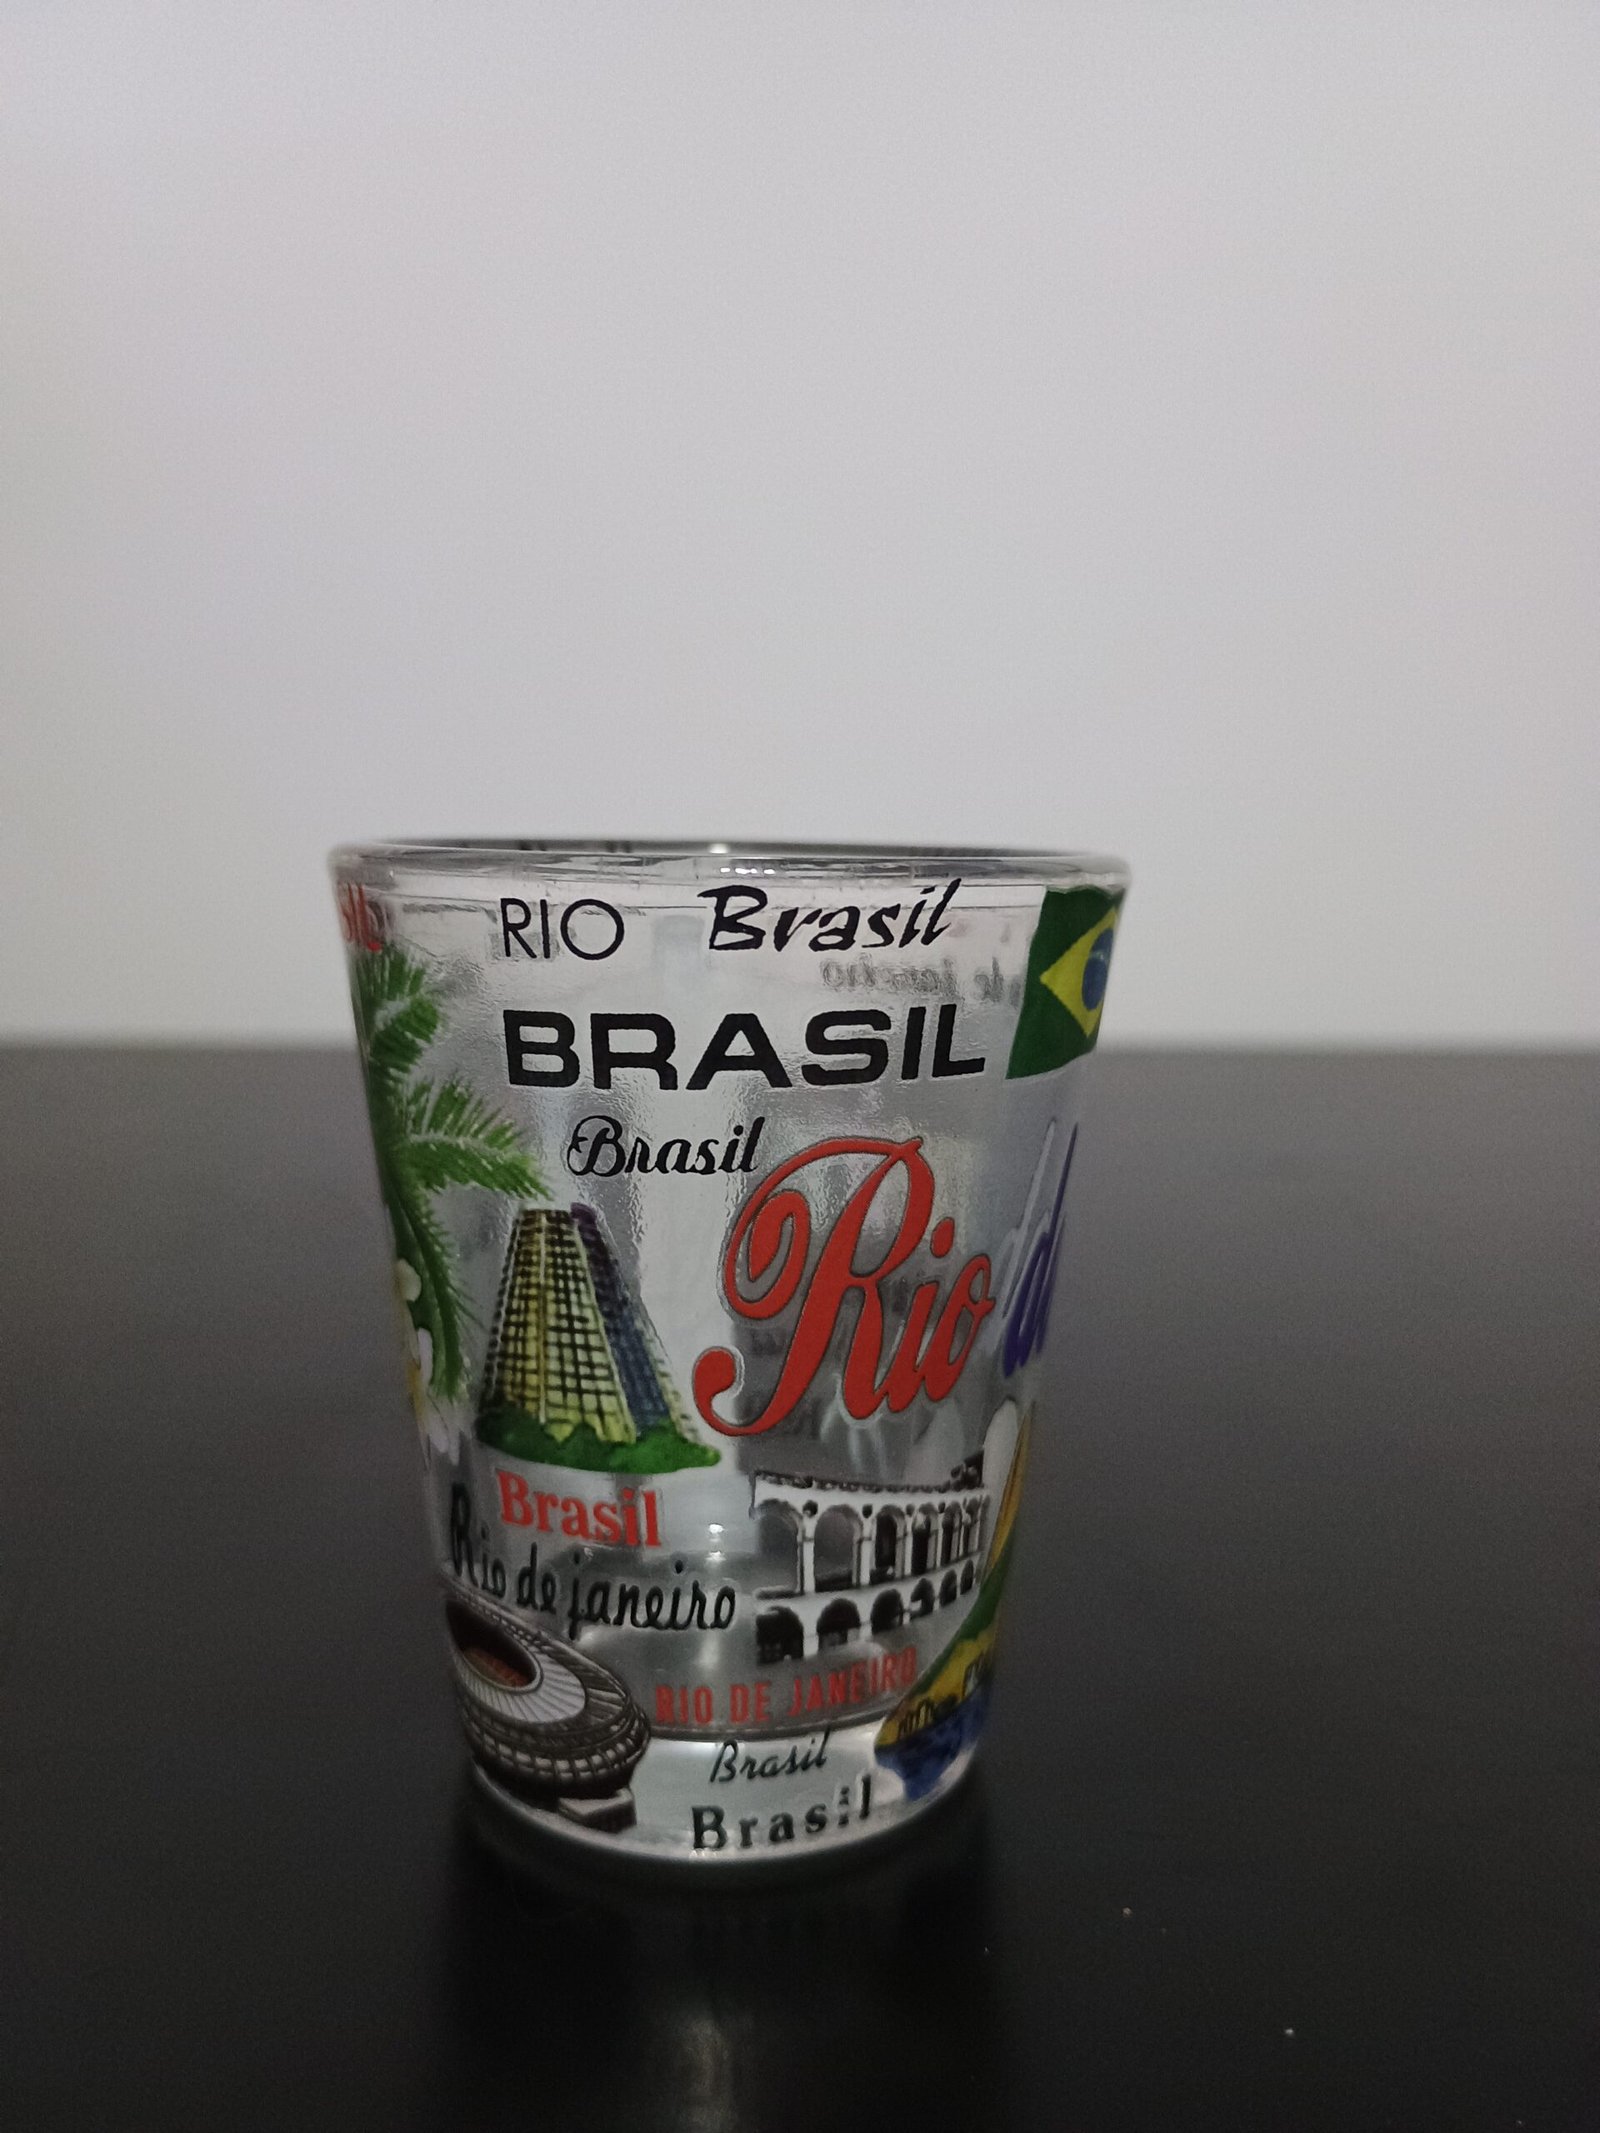 RIO Brasil
BRASIL
Brasil
Rio
Brasil
Rio de janeiro
RIO DE JANEIRO
Brasil
Brasil